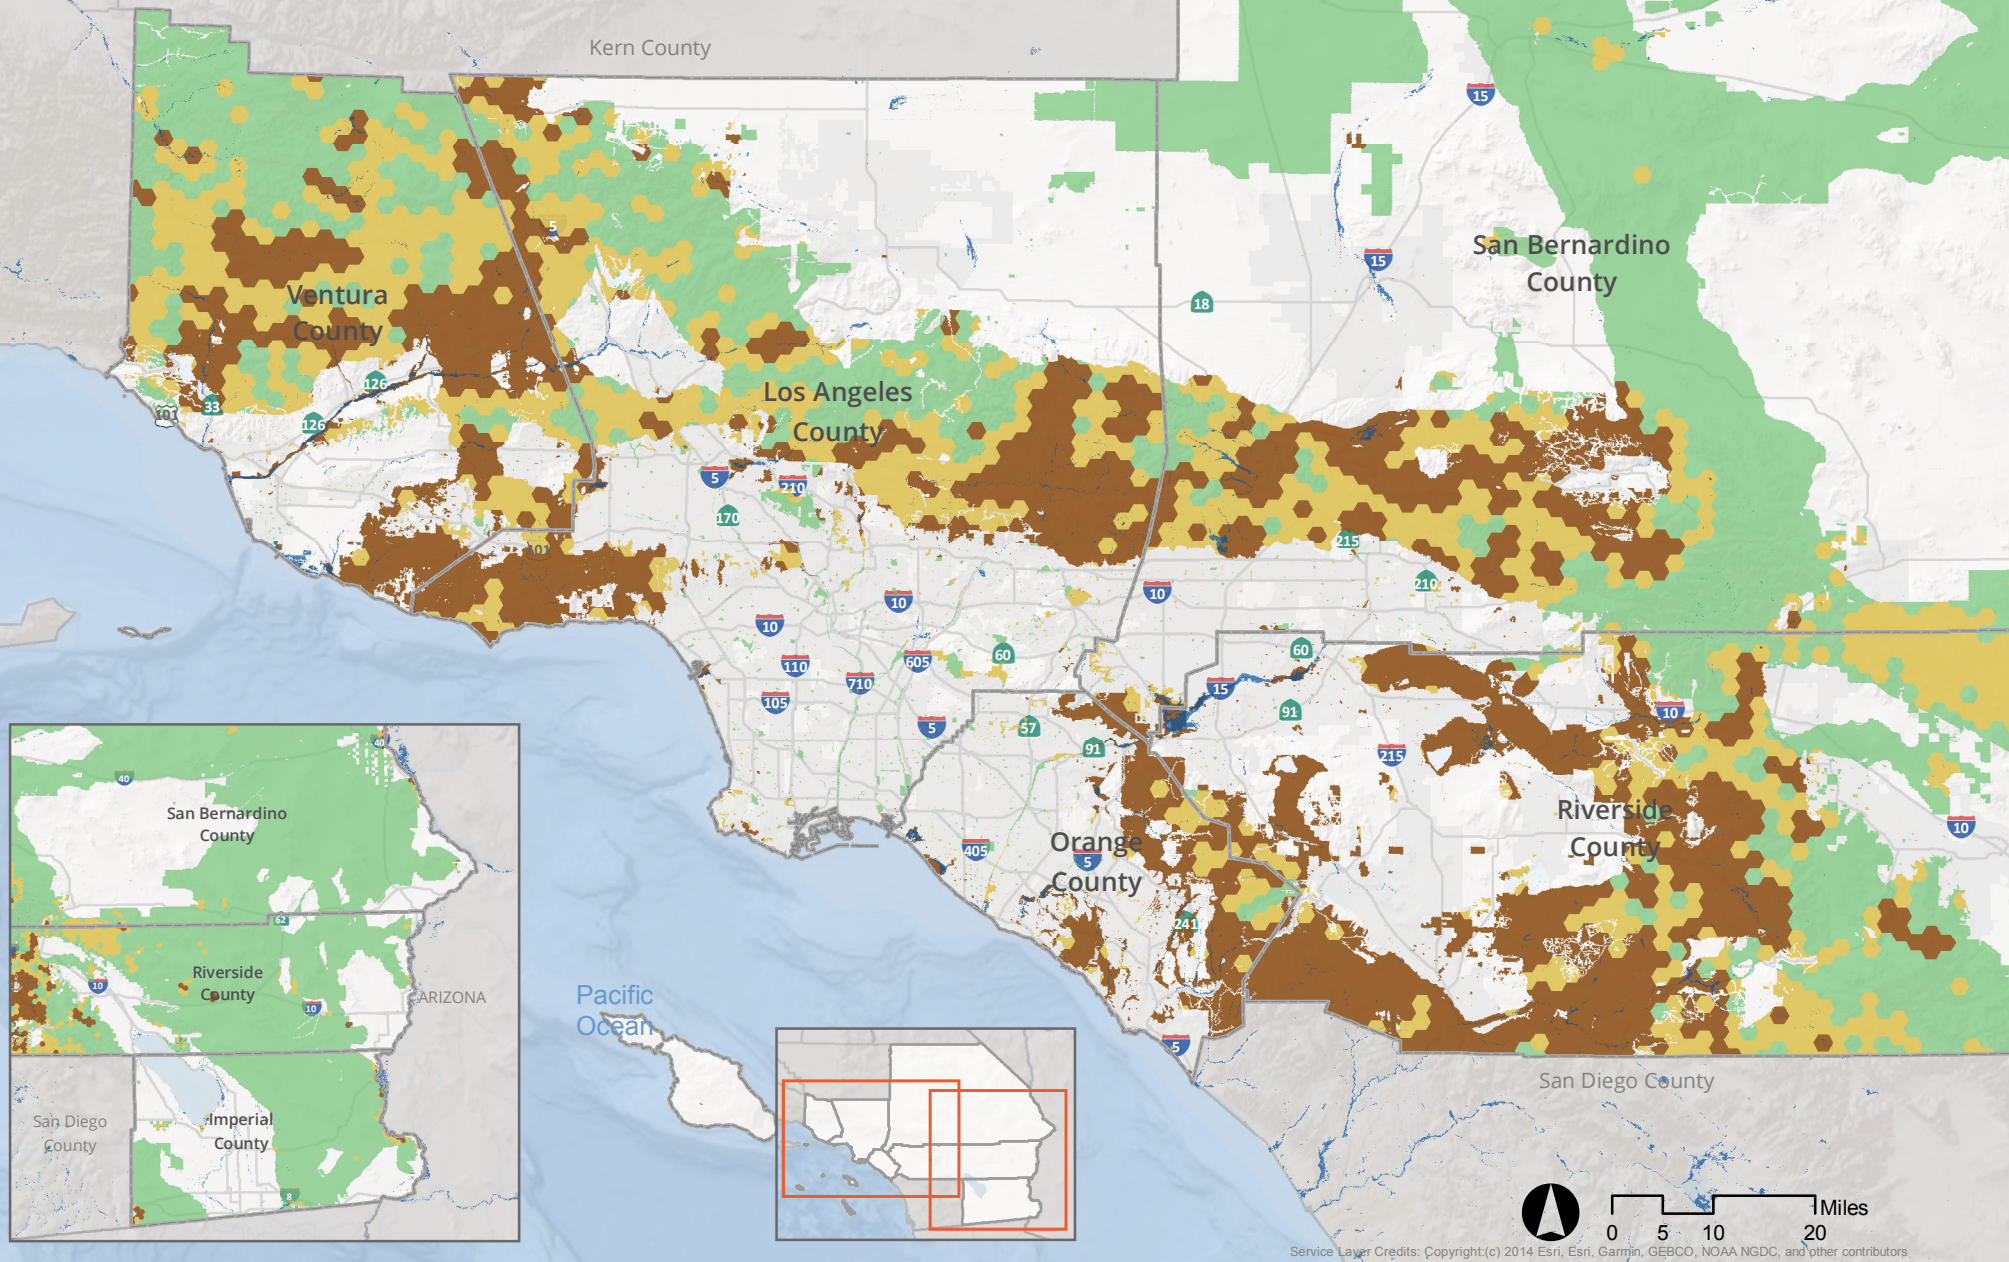 Kern County
15
5
San Bernardino
County
15
Ventura
County
18
126
33
101
126
Los Angeles
County
5
210
170
101
215
210
10
10
10
60
60
110
605
710
15
105
5
57
91
91
10
215
Riverside
County
10
Orange
County
405
5
241
5
Pacific
Ocean
San Diego County
40
40
San Bernardino
County
62
Riverside
County
10
10
ARIZONA
San Diego
County
Imperial
County
8
Miles
0 5 10 20
Service Layer Credits: Copyright:(c) 2014 Esri, Esri, Garmin, GEBCO, NOAA NGDC, and other contributors